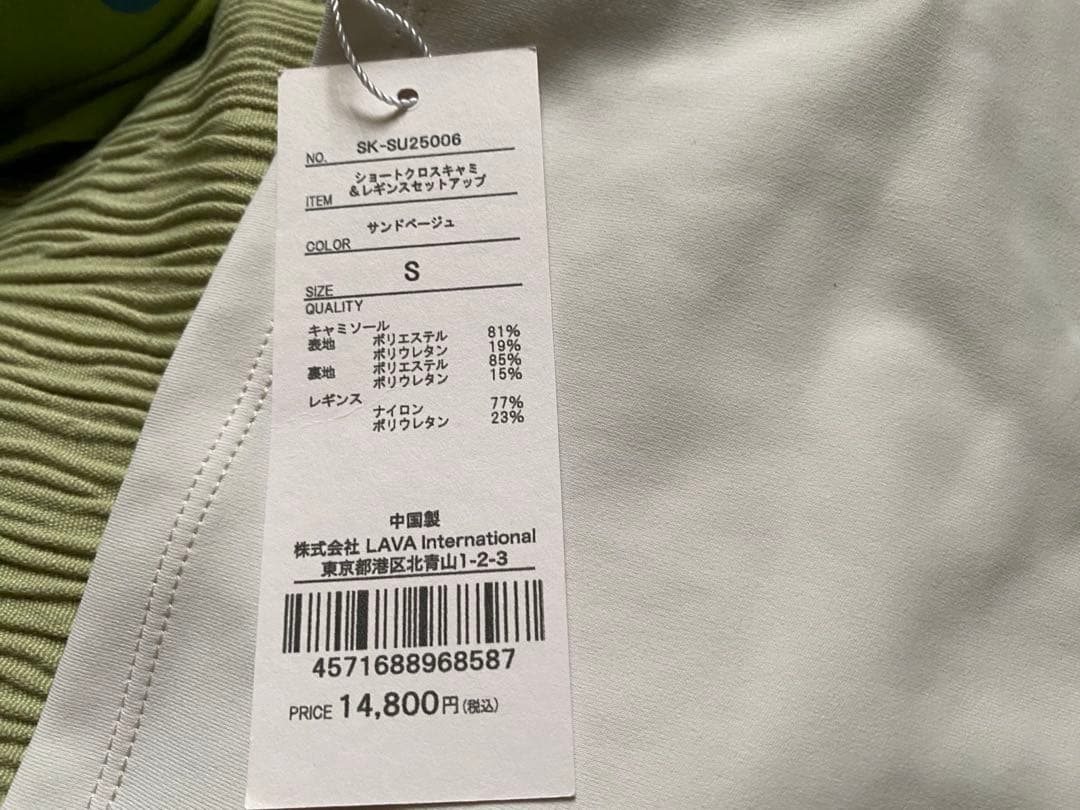 NO. SK-SU25006
ITEM ショートクロスキャミ
&レギンスセットアップ
COLOR サンドベージュ
SIZE S
QUALITY
キャミソール
表地 ポリエステル 81%
ポリウレタン 19%
裏地 ポリエステル 85%
ポリウレタン 15%
レギンス
ナイロン 77%
ポリウレタン 23%
中国製
株式会社 LAVA International
東京都港区北青山1-2-3
4571688968587
PRICE 14,800円(税込)